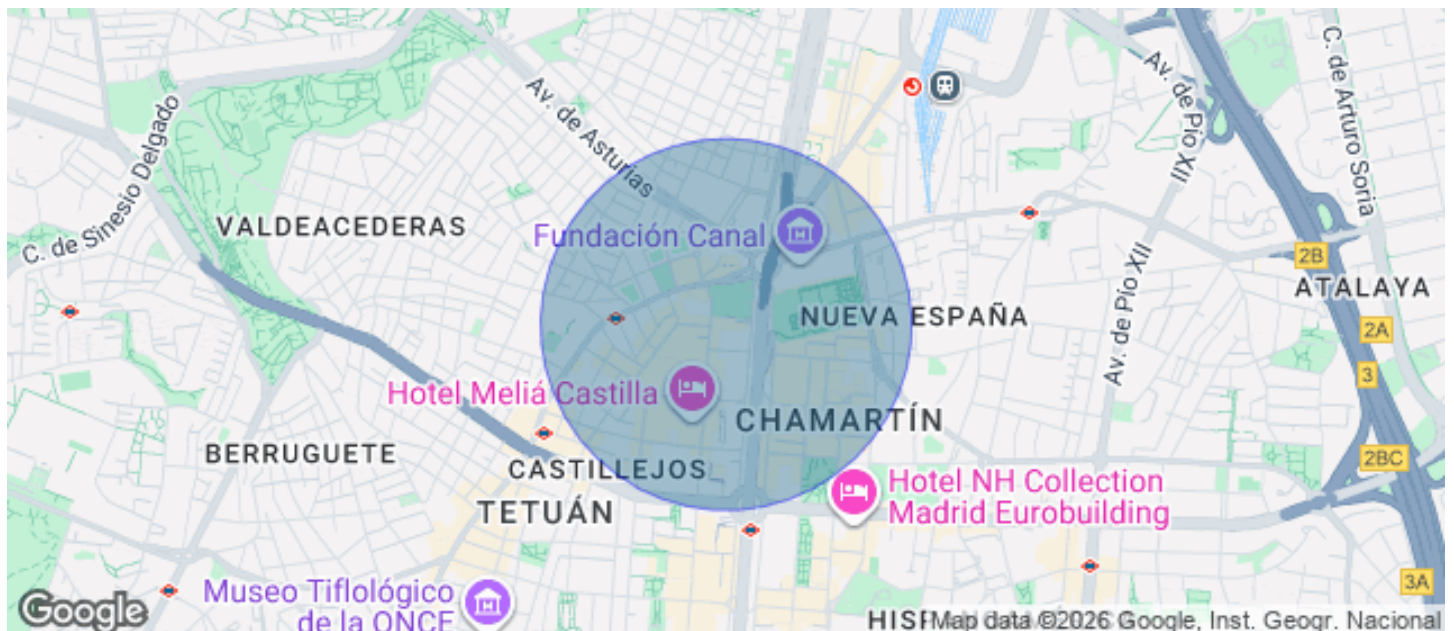 C. de Sinesio Delgado
Av. de Asturias
Av. de Pío XII
C. de Arturo Soria
VALDEACEDERAS
Fundación Canal
2B
ATALAYA
NUEVA ESPAÑA
Av. de Pío XII
2A
3
Hotel Meliá Castilla
CHAMARTÍN
BERRUGUETE
CASTILLEJOS
2BC
TETUÁN
Hotel NH Collection
Madrid Eurobuilding
Museo Tiflológico
de la ONCE
3A
Google
Map data ©2026 Google, Inst. Geogr. Nacional